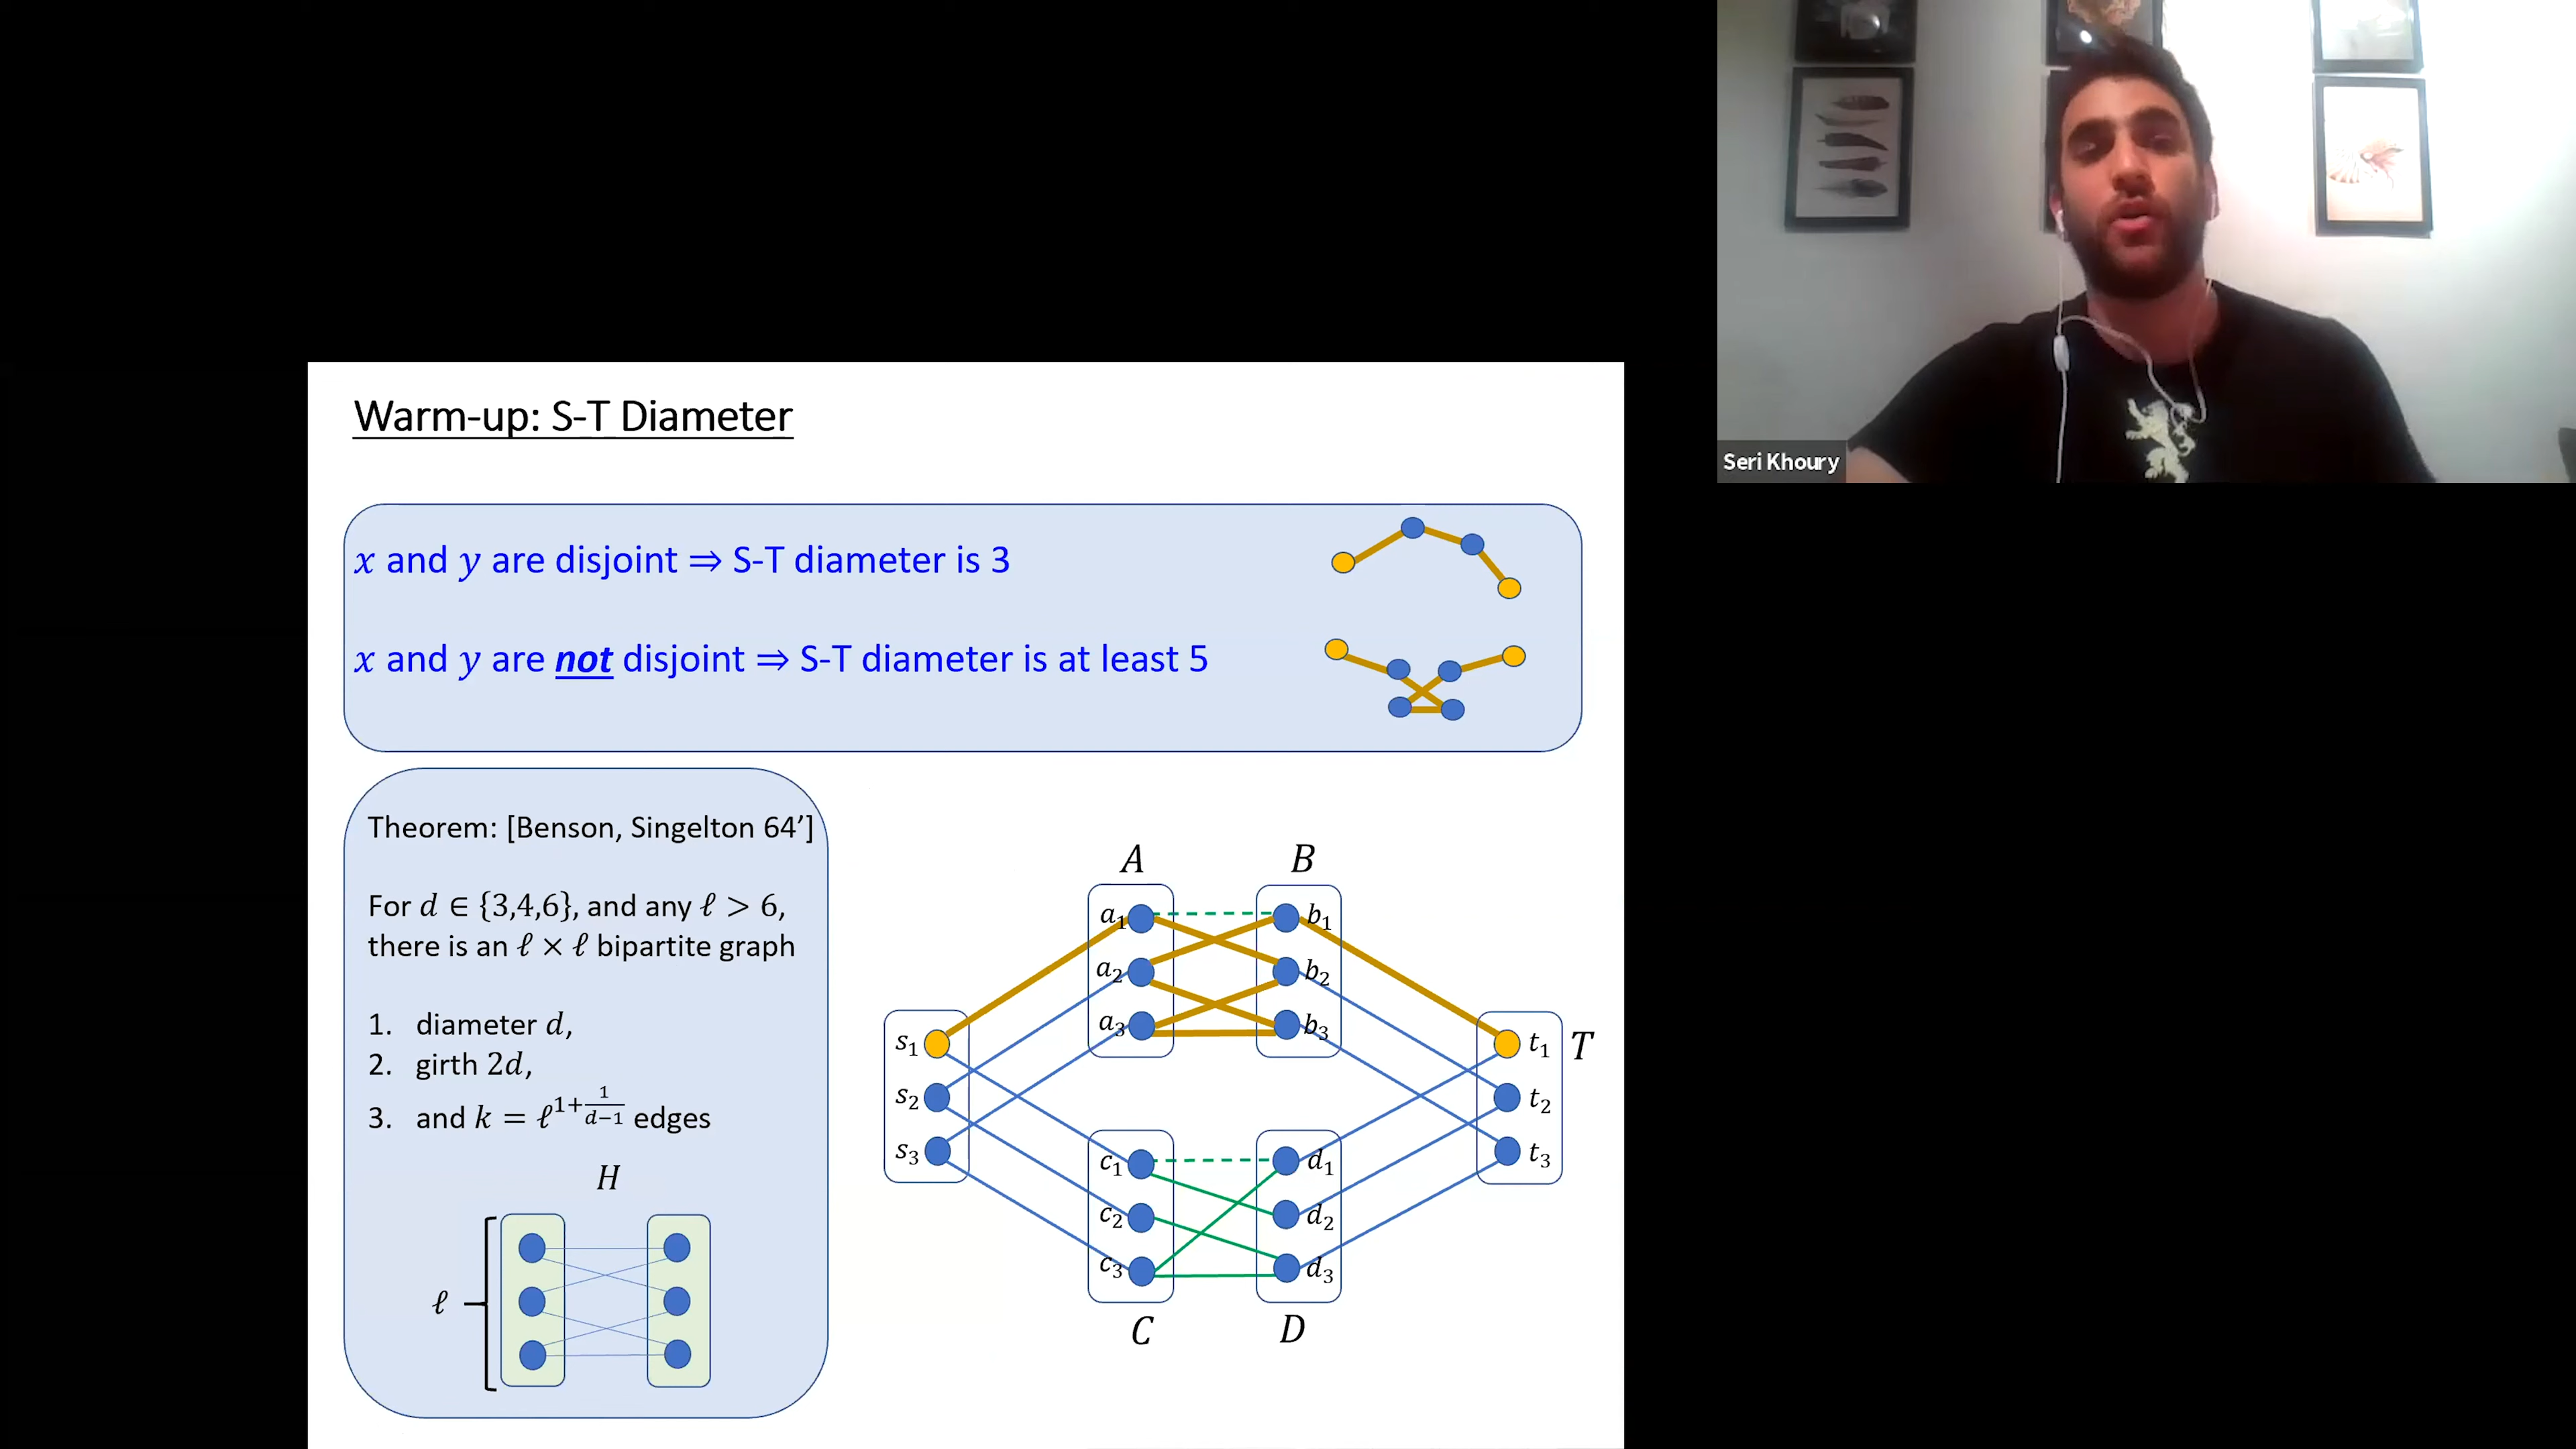 Seri Khoury
Warm-up: S-T Diameter
x and y are disjoint ⇒ S-T diameter is 3
x and y are not disjoint ⇒ S-T diameter is at least 5
Theorem: [Benson, Singelton 64’]
For d ∈ {3,4,6}, and any ℓ > 6,
there is an ℓ × ℓ bipartite graph
1. diameter d,
2. girth 2d,
3. and k = ℓ^{1+\frac{1}{d−1}} edges
H
ℓ
A B
a₁ b₁
a₂ b₂
a₃ b₃
s₁ t₁ T
s₂ t₂
s₃ t₃
c₁ d₁
c₂ d₂
c₃ d₃
C D